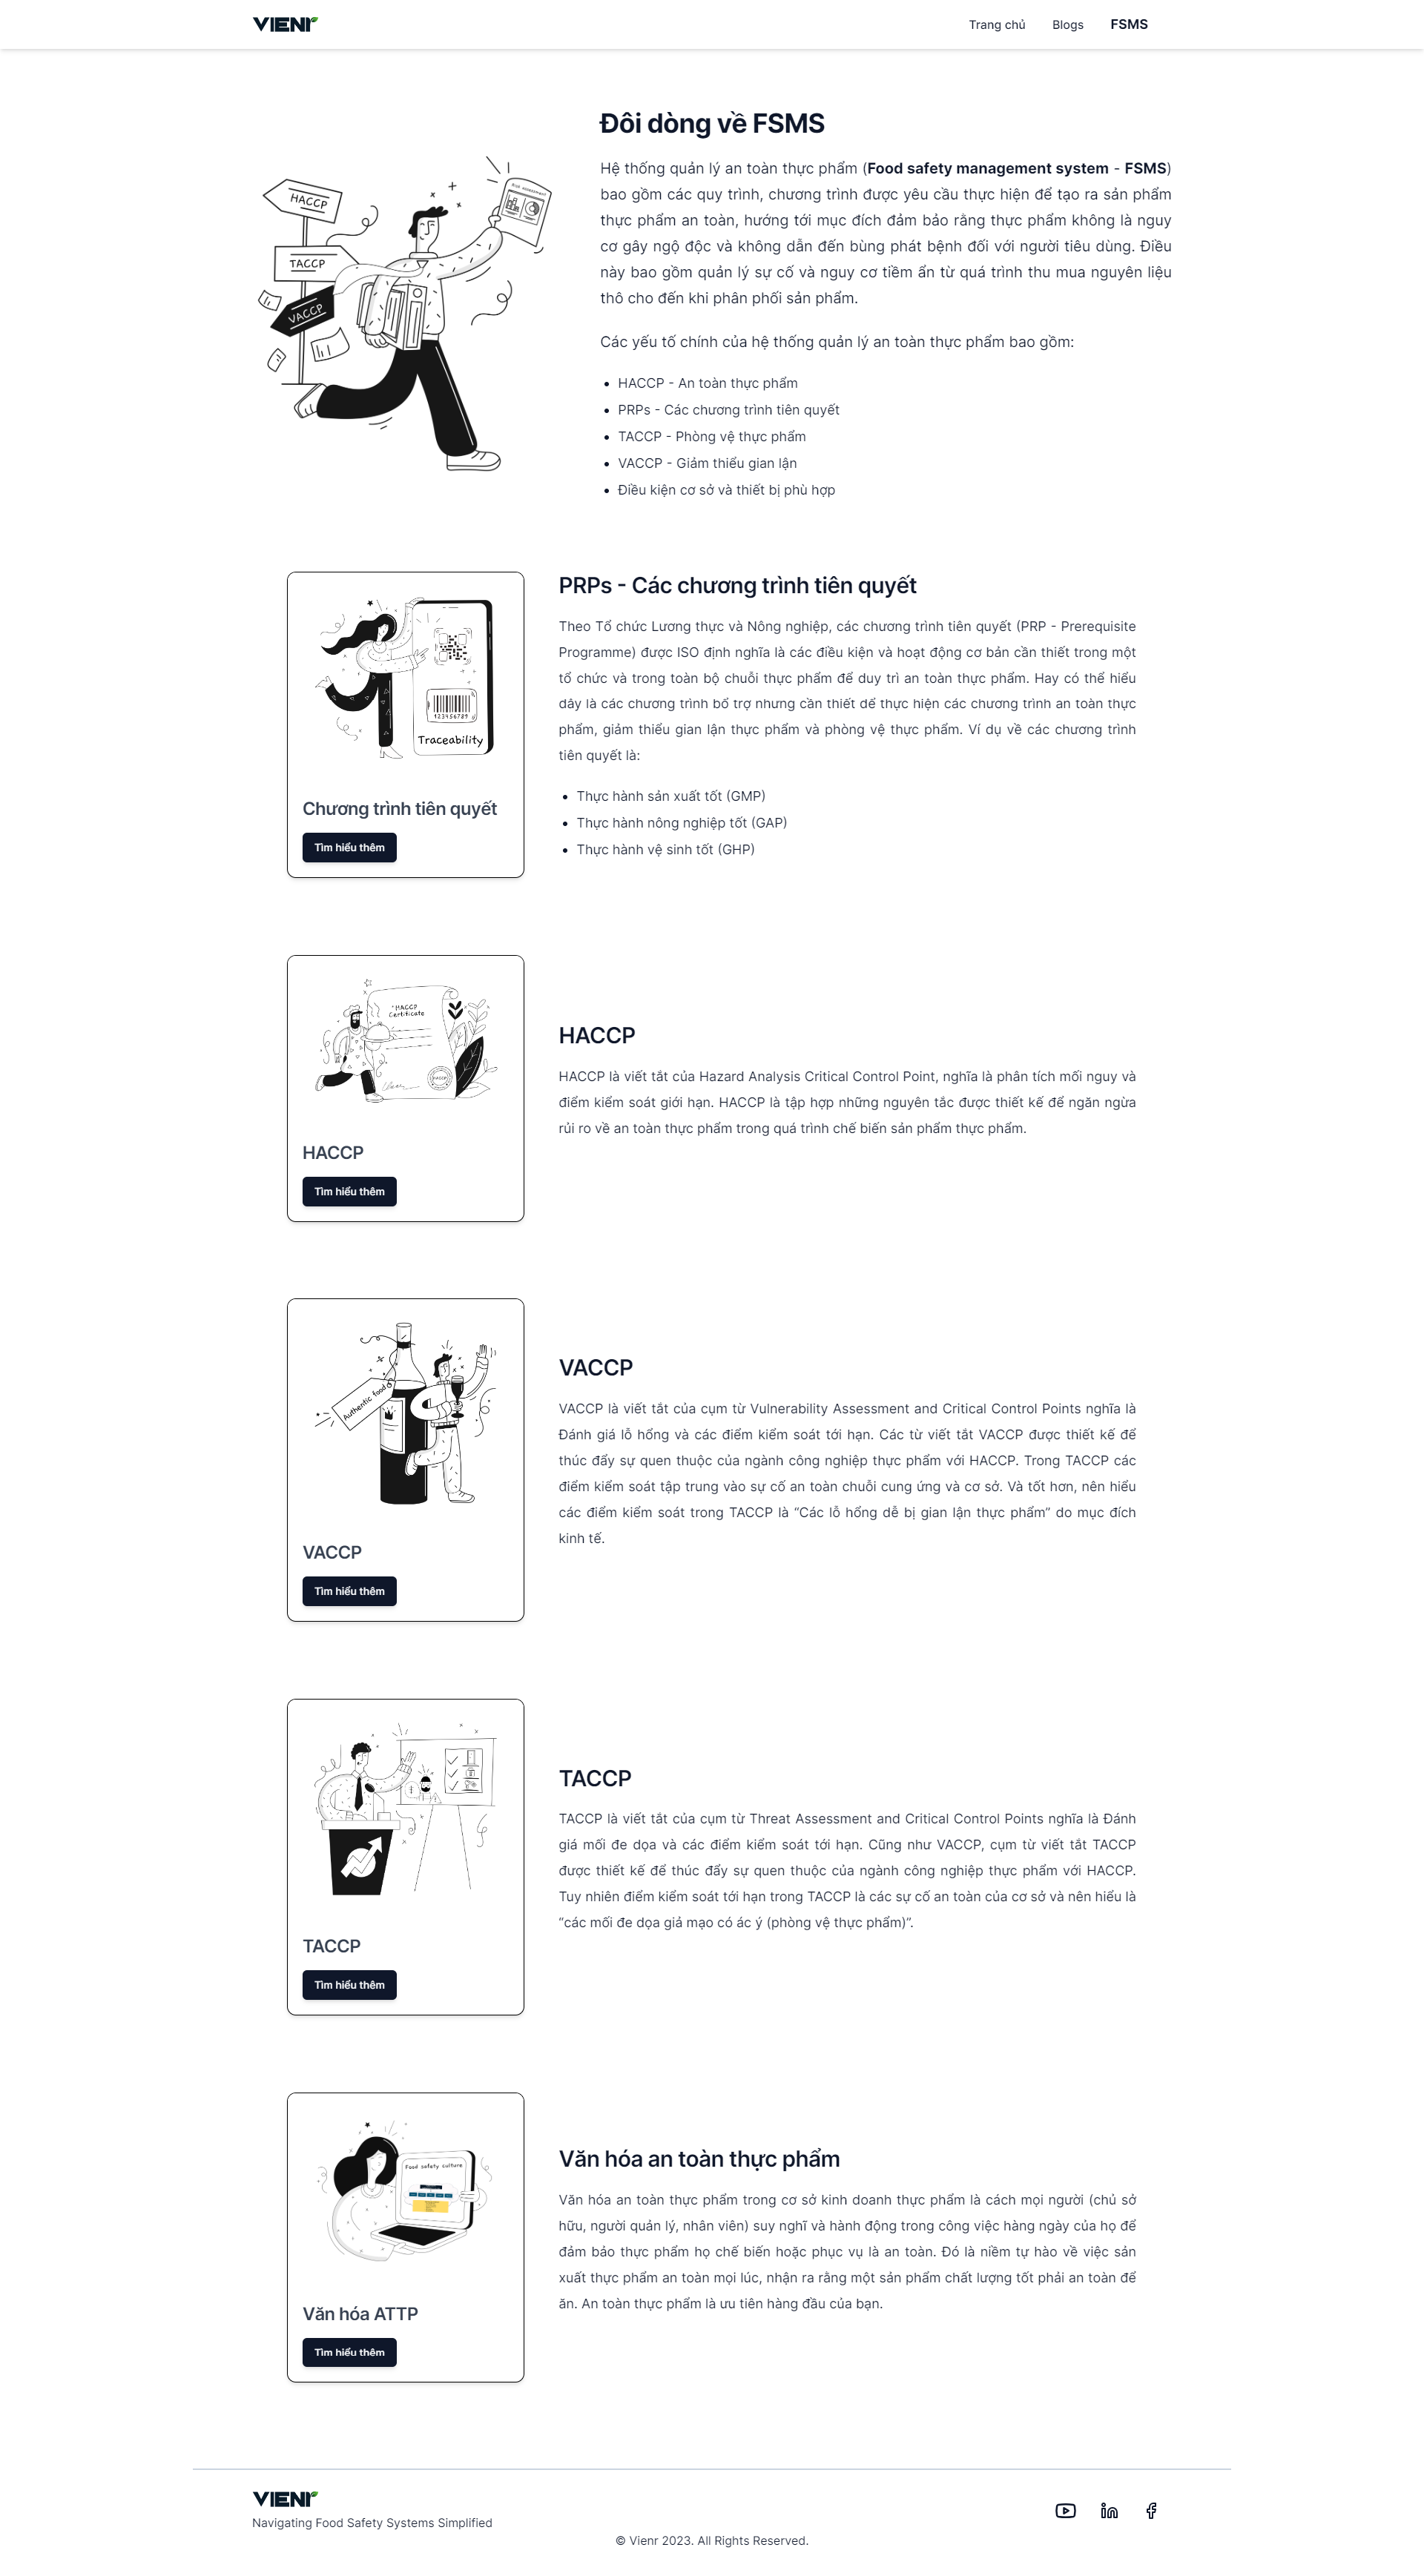 VIENr
Trang chủ
Blogs
FSMS
Đôi dòng về FSMS
Hệ thống quản lý an toàn thực phẩm (Food safety management system - FSMS)
bao gồm các quy trình, chương trình được yêu cầu thực hiện để tạo ra sản phẩm
thực phẩm an toàn, hướng tới mục đích đảm bảo rằng thực phẩm không là nguy
cơ gây ngộ độc và không dẫn đến bùng phát bệnh đối với người tiêu dùng. Điều
này bao gồm quản lý sự cố và nguy cơ tiềm ẩn từ quá trình thu mua nguyên liệu
thô cho đến khi phân phối sản phẩm.
Các yếu tố chính của hệ thống quản lý an toàn thực phẩm bao gồm:
• HACCP - An toàn thực phẩm
• PRPs - Các chương trình tiên quyết
• TACCP - Phòng vệ thực phẩm
• VACCP - Giảm thiểu gian lận
• Điều kiện cơ sở và thiết bị phù hợp
Risk assessment
HACCP
TACCP
VACCP
PRPs - Các chương trình tiên quyết
Theo Tổ chức Lương thực và Nông nghiệp, các chương trình tiên quyết (PRP - Prerequisite
Programme) được ISO định nghĩa là các điều kiện và hoạt động cơ bản cần thiết trong một
tổ chức và trong toàn bộ chuỗi thực phẩm để duy trì an toàn thực phẩm. Hay có thể hiểu
dây là các chương trình bổ trợ nhưng cần thiết dể thực hiện các chương trình an toàn thực
phẩm, giảm thiểu gian lận thực phẩm và phòng vệ thực phẩm. Ví dụ về các chương trình
tiên quyết là:
• Thực hành sản xuất tốt (GMP)
• Thực hành nông nghiệp tốt (GAP)
• Thực hành vệ sinh tốt (GHP)
123456789
Traceability
Chương trình tiên quyết
Tìm hiểu thêm
HACCP
Certificate
HACCP
HACCP
Tìm hiểu thêm
HACCP
HACCP là viết tắt của Hazard Analysis Critical Control Point, nghĩa là phân tích mối nguy và
điểm kiểm soát giới hạn. HACCP là tập hợp những nguyên tắc được thiết kế để ngăn ngừa
rủi ro về an toàn thực phẩm trong quá trình chế biến sản phẩm thực phẩm.
Authentic food
VACCP
Tìm hiểu thêm
VACCP
VACCP là viết tắt của cụm từ Vulnerability Assessment and Critical Control Points nghĩa là
Đánh giá lỗ hổng và các điểm kiểm soát tới hạn. Các từ viết tắt VACCP được thiết kế để
thúc đẩy sự quen thuộc của ngành công nghiệp thực phẩm với HACCP. Trong TACCP các
điểm kiểm soát tập trung vào sự cố an toàn chuỗi cung ứng và cơ sở. Và tốt hơn, nên hiểu
các điểm kiểm soát trong TACCP là “Các lỗ hổng dễ bị gian lận thực phẩm” do mục đích
kinh tế.
TACCP
Tìm hiểu thêm
TACCP
TACCP là viết tắt của cụm từ Threat Assessment and Critical Control Points nghĩa là Đánh
giá mối đe dọa và các điểm kiểm soát tới hạn. Cũng như VACCP, cụm từ viết tắt TACCP
được thiết kế để thúc đẩy sự quen thuộc của ngành công nghiệp thực phẩm với HACCP.
Tuy nhiên điểm kiểm soát tới hạn trong TACCP là các sự cố an toàn của cơ sở và nên hiểu là
“các mối đe dọa giả mạo có ác ý (phòng vệ thực phẩm)”.
Food safety culture
Văn hóa ATTP
Tìm hiểu thêm
Văn hóa an toàn thực phẩm
Văn hóa an toàn thực phẩm trong cơ sở kinh doanh thực phẩm là cách mọi người (chủ sở
hữu, người quản lý, nhân viên) suy nghĩ và hành động trong công việc hàng ngày của họ để
đảm bảo thực phẩm họ chế biến hoặc phục vụ là an toàn. Đó là niềm tự hào về việc sản
xuất thực phẩm an toàn mọi lúc, nhận ra rằng một sản phẩm chất lượng tốt phải an toàn để
ăn. An toàn thực phẩm là ưu tiên hàng đầu của bạn.
VIENr
Navigating Food Safety Systems Simplified
© Vienr 2023. All Rights Reserved.